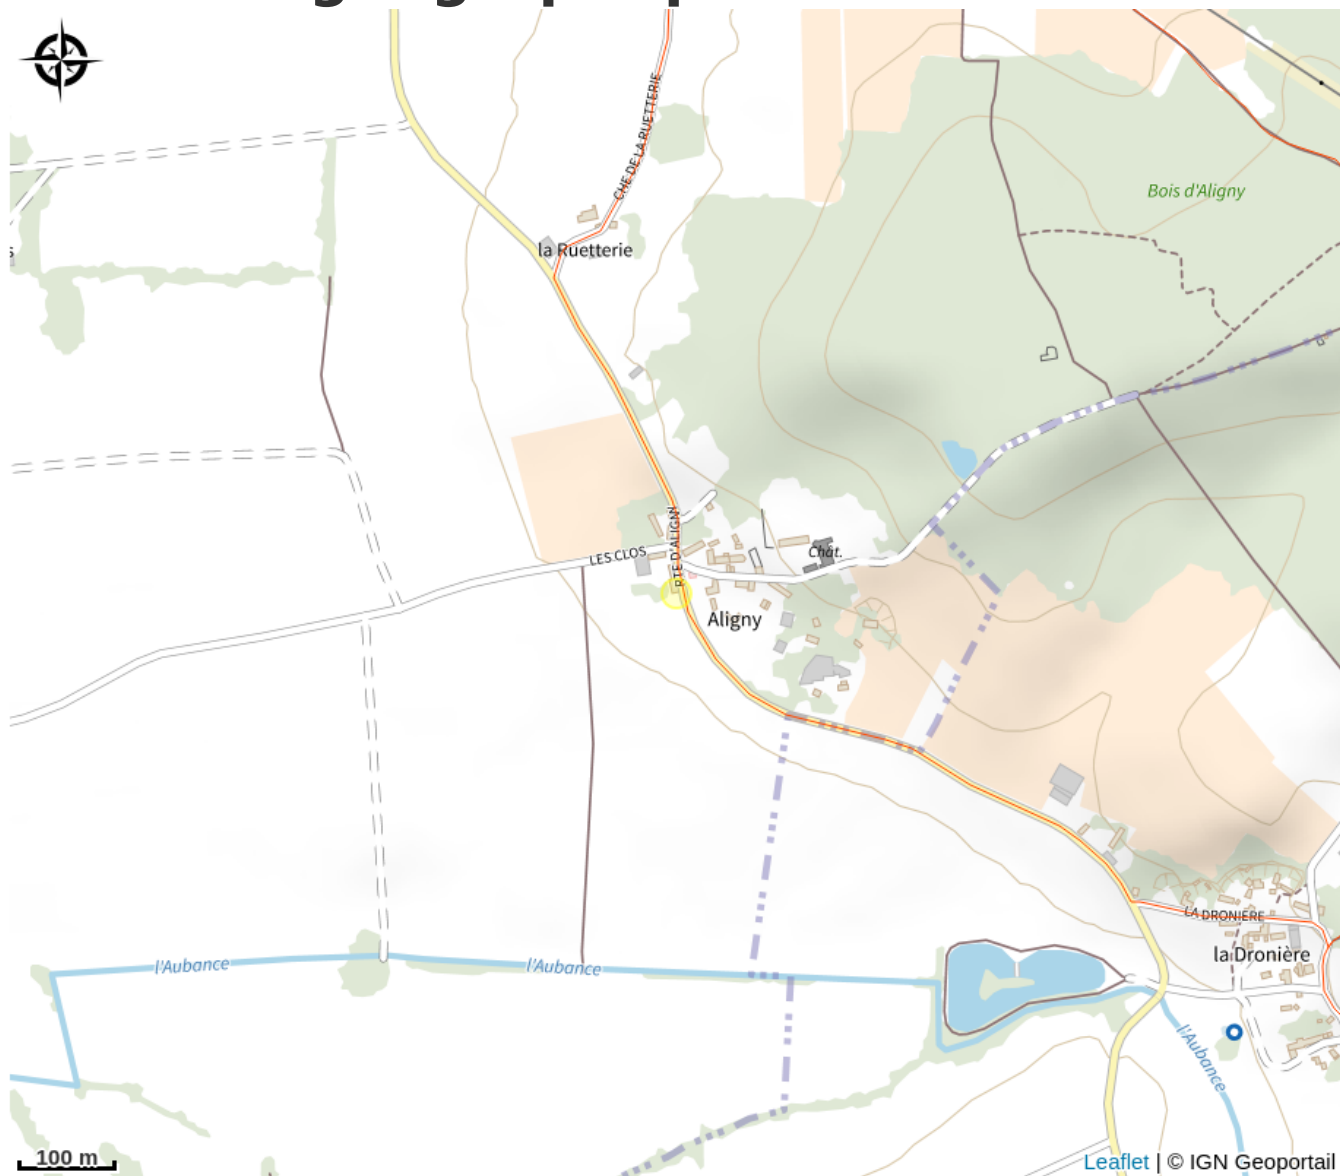 CHE DE LA RUETTERIE
Bois d'Aligny
la Ruetterie
RTE D'ALIGNY
LES CLOS
Chât.
Aligny
LA DRONIERE
la Dronière
l'Aubance
l'Aubance
l'Aubance
100 m
Leaflet | © IGN Geoportail